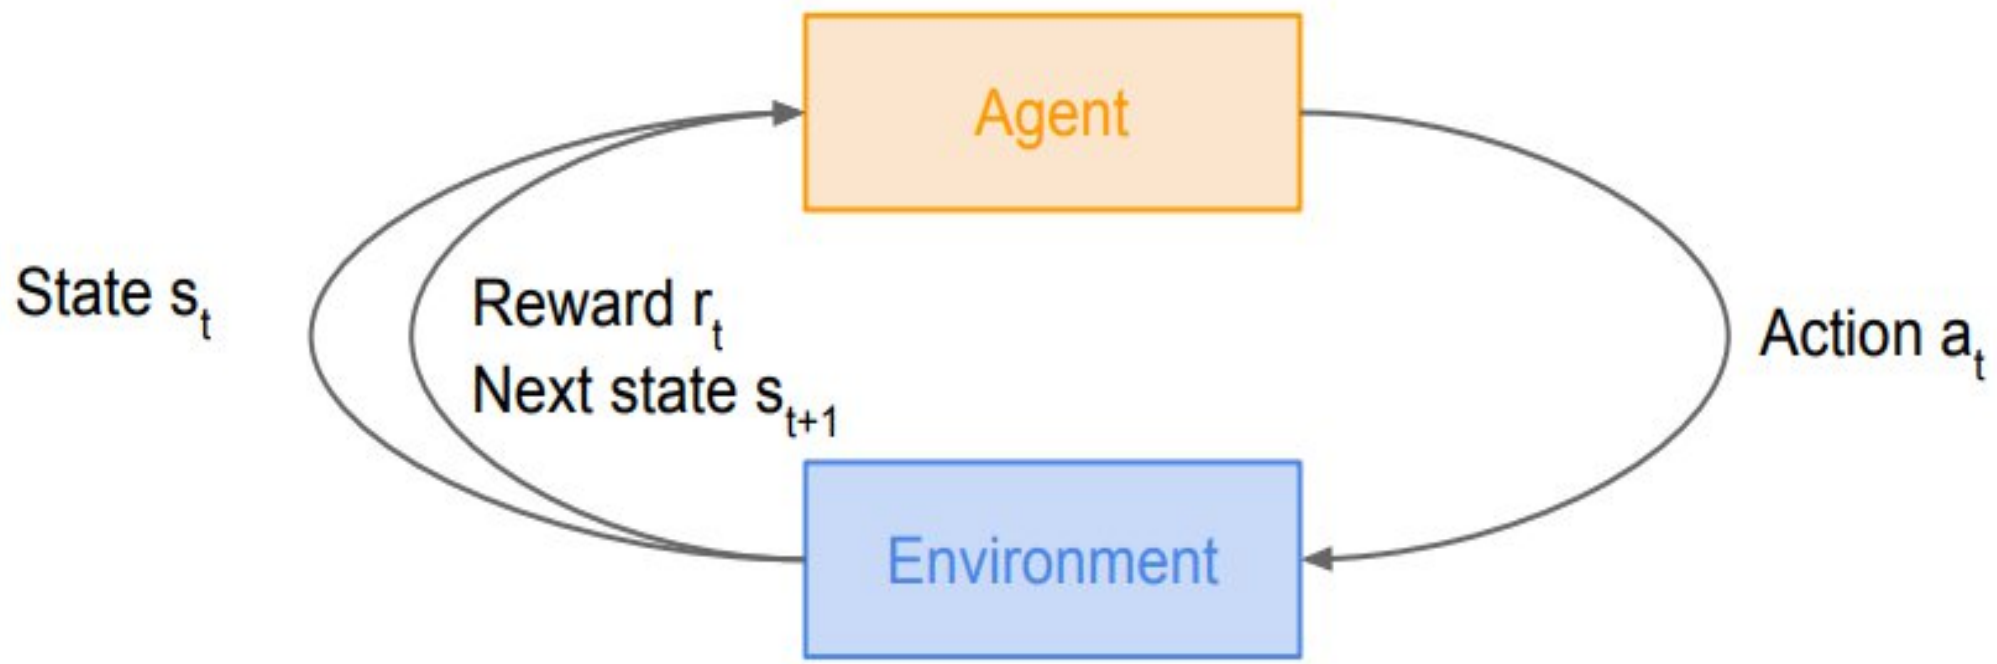 Agent
State sₜ
Reward rₜ
Next state sₜ₊₁
Action aₜ
Environment